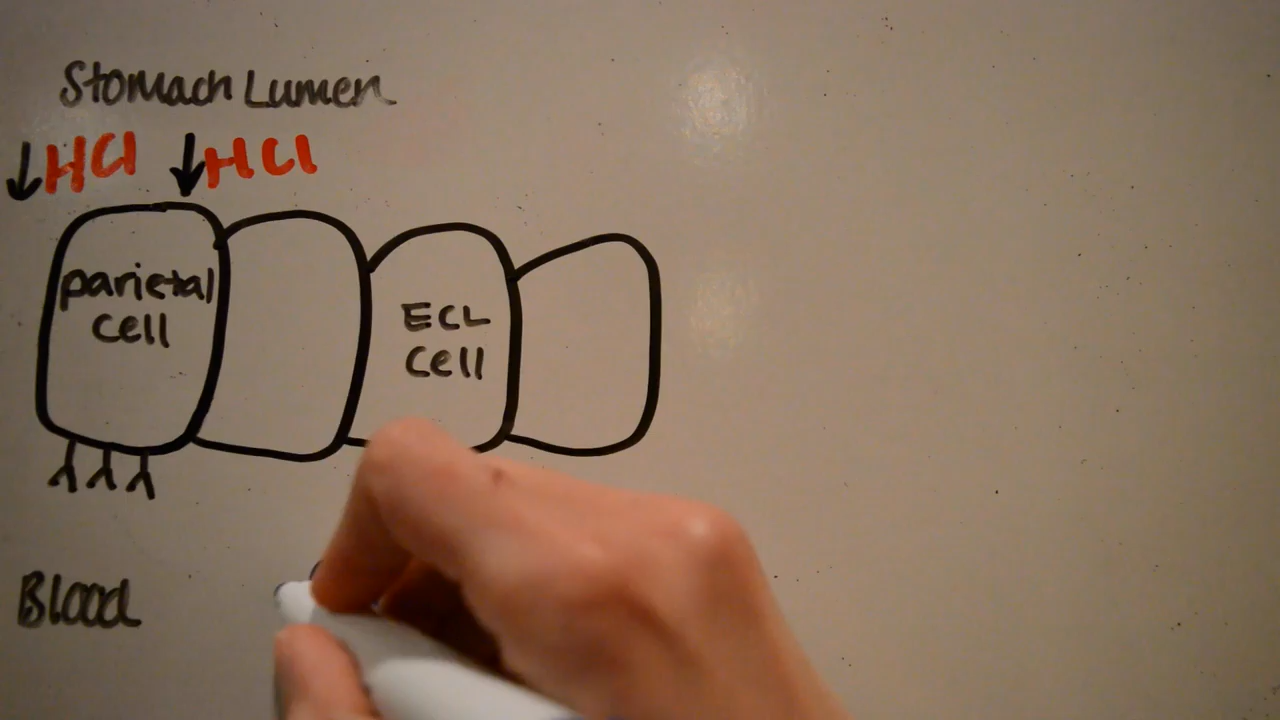 Stomach Lumen
↓HCl ↓HCl
parietal
cell
ECL
cell
Blood